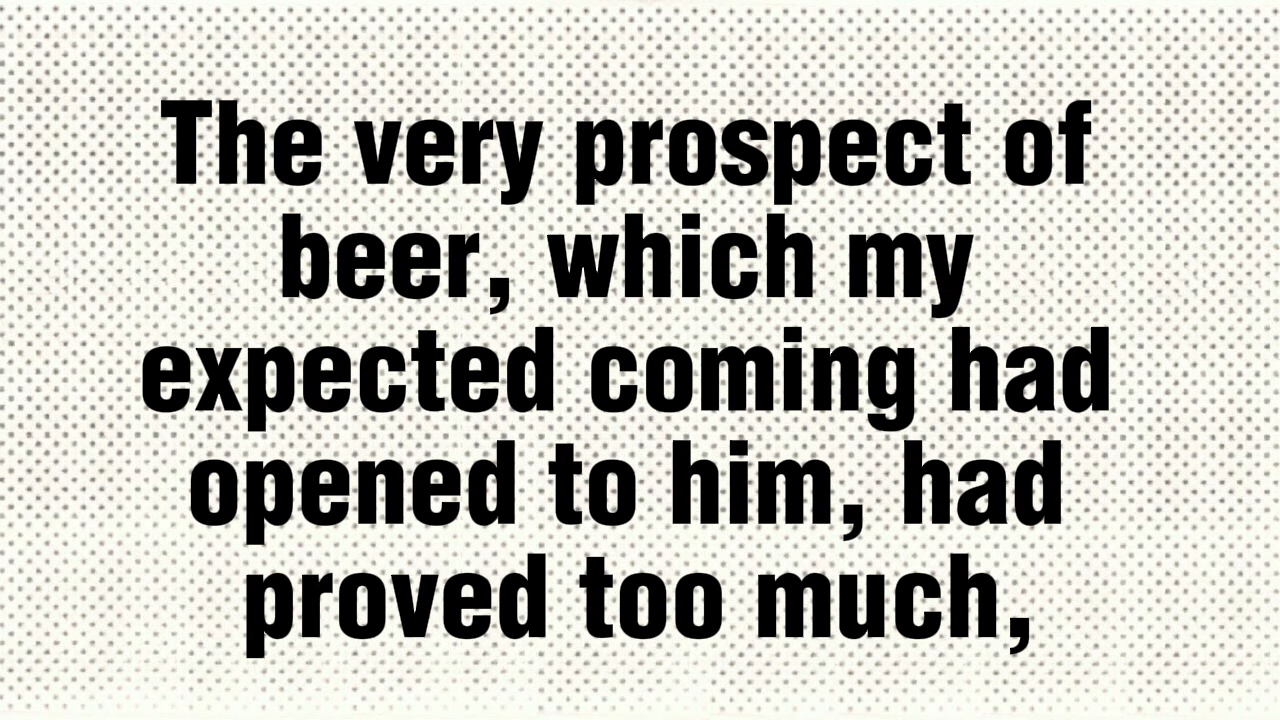 The very prospect of
beer, which my
expected coming had
opened to him, had
proved too much,